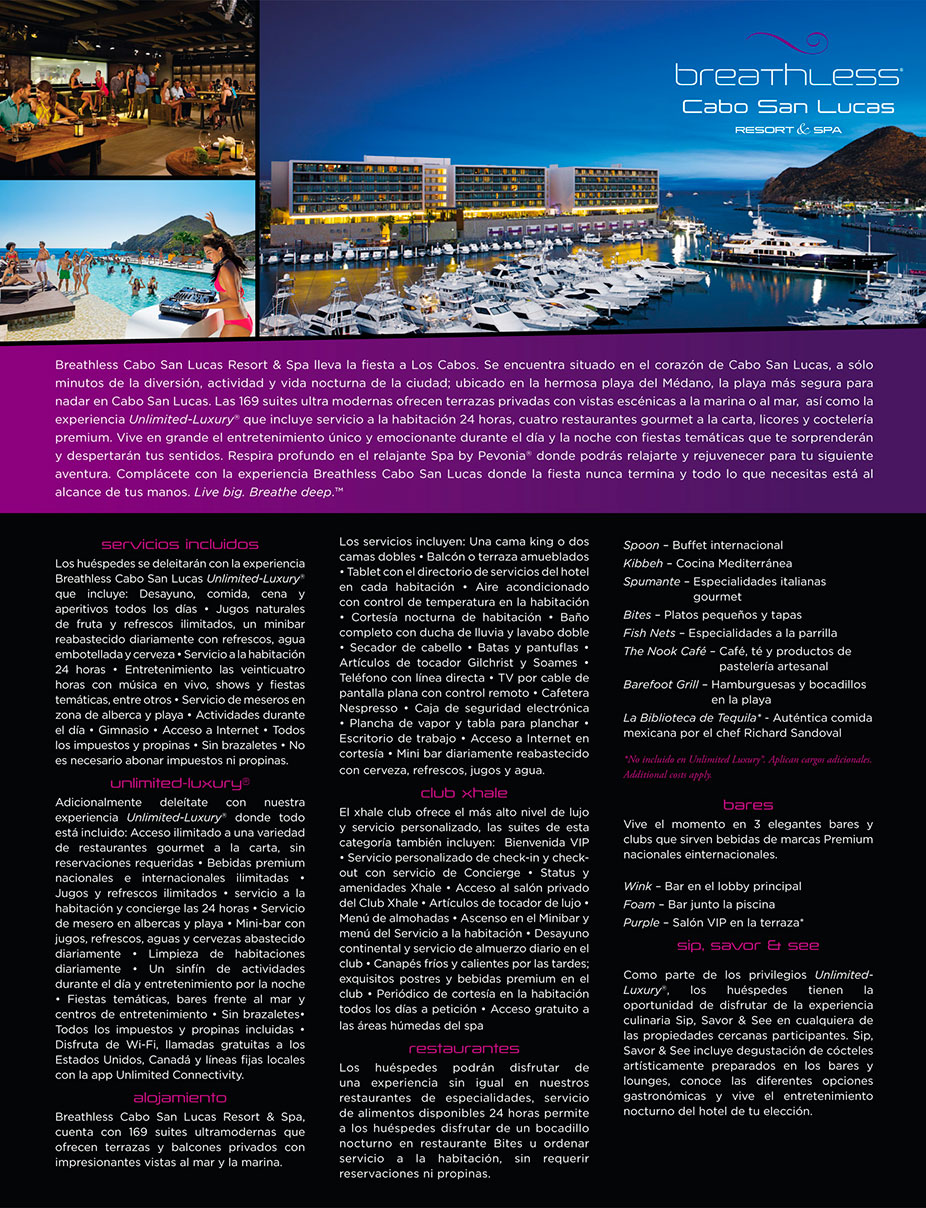 breathless®
Cabo San Lucas
RESORT & SPA
Breathless Cabo San Lucas Resort & Spa lleva la fiesta a Los Cabos. Se encuentra situado en el corazón de Cabo San Lucas, a sólo
minutos de la diversión, actividad y vida nocturna de la ciudad; ubicado en la hermosa playa del Médano, la playa más segura para
nadar en Cabo San Lucas. Las 169 suites ultra modernas ofrecen terrazas privadas con vistas escénicas a la marina o al mar, así como la
experiencia Unlimited-Luxury® que incluye servicio a la habitación 24 horas, cuatro restaurantes gourmet a la carta, licores y coctelería
premium. Vive en grande el entretenimiento único y emocionante durante el día y la noche con fiestas temáticas que te sorprenderán
y despertarán tus sentidos. Respira profundo en el relajante Spa by Pevonia® donde podrás relajarte y rejuvenecer para tu siguiente
aventura. Complácete con la experiencia Breathless Cabo San Lucas donde la fiesta nunca termina y todo lo que necesitas está al
alcance de tus manos. Live big. Breathe deep.™
servicios incluidos
Los huéspedes se deleitarán con la experiencia
Breathless Cabo San Lucas Unlimited-Luxury®
que incluye: Desayuno, comida, cena y
aperitivos todos los días • Jugos naturales
de fruta y refrescos ilimitados, un minibar
reabastecido diariamente con refrescos, agua
embotellada y cerveza • Servicio a la habitación
24 horas • Entretenimiento las veinticuatro
horas con música en vivo, shows y fiestas
temáticas, entre otros • Servicio de meseros en
zona de alberca y playa • Actividades durante
el día • Gimnasio • Acceso a Internet • Todos
los impuestos y propinas • Sin brazaletes • No
es necesario abonar impuestos ni propinas.
unlimited-luxury®
Adicionalmente deleítate con nuestra
experiencia Unlimited-Luxury® donde todo
está incluido: Acceso ilimitado a una variedad
de restaurantes gourmet a la carta, sin
reservaciones requeridas • Bebidas premium
nacionales e internacionales ilimitadas •
Jugos y refrescos ilimitados • servicio a la
habitación y concierge las 24 horas • Servicio
de mesero en albercas y playa • Mini-bar con
jugos, refrescos, aguas y cervezas abastecido
diariamente • Limpieza de habitaciones
diariamente • Un sinfín de actividades
durante el día y entretenimiento por la noche
• Fiestas temáticas, bares frente al mar y
centros de entretenimiento • Sin brazaletes•
Todos los impuestos y propinas incluidas •
Disfruta de Wi-Fi, llamadas gratuitas a los
Estados Unidos, Canadá y líneas fijas locales
con la app Unlimited Connectivity.
alojamiento
Breathless Cabo San Lucas Resort & Spa,
cuenta con 169 suites ultramodernas que
ofrecen terrazas y balcones privados con
impresionantes vistas al mar y la marina.
Los servicios incluyen: Una cama king o dos
camas dobles • Balcón o terraza amueblados
• Tablet con el directorio de servicios del hotel
en cada habitación • Aire acondicionado
con control de temperatura en la habitación
• Cortesía nocturna de habitación • Baño
completo con ducha de lluvia y lavabo doble
• Secador de cabello • Batas y pantuflas •
Artículos de tocador Gilchrist y Soames •
Teléfono con línea directa • TV por cable de
pantalla plana con control remoto • Cafetera
Nespresso • Caja de seguridad electrónica
• Plancha de vapor y tabla para planchar •
Escritorio de trabajo • Acceso a Internet en
cortesía • Mini bar diariamente reabastecido
con cerveza, refrescos, jugos y agua.
club xhale
El xhale club ofrece el más alto nivel de lujo
y servicio personalizado, las suites de esta
categoría también incluyen: Bienvenida VIP
• Servicio personalizado de check-in y check-
out con servicio de Concierge • Status y
amenidades Xhale • Acceso al salón privado
del Club Xhale • Artículos de tocador de lujo •
Menú de almohadas • Ascenso en el Minibar y
menú del Servicio a la habitación • Desayuno
continental y servicio de almuerzo diario en el
club • Canapés fríos y calientes por las tardes;
exquisitos postres y bebidas premium en el
club • Periódico de cortesía en la habitación
todos los días a petición • Acceso gratuito a
las áreas húmedas del spa
restaurantes
Los huéspedes podrán disfrutar de
una experiencia sin igual en nuestros
restaurantes de especialidades, servicio
de alimentos disponibles 24 horas permite
a los huéspedes disfrutar de un bocadillo
nocturno en restaurante Bites u ordenar
servicio a la habitación, sin requerir
reservaciones ni propinas.
Spoon – Buffet internacional
Kibbeh – Cocina Mediterránea
Spumante – Especialidades italianas
gourmet
Bites – Platos pequeños y tapas
Fish Nets – Especialidades a la parrilla
The Nook Café – Café, té y productos de
pastelería artesanal
Barefoot Grill – Hamburguesas y bocadillos
en la playa
La Biblioteca de Tequila* - Auténtica comida
mexicana por el chef Richard Sandoval
*No incluido en Unlimited Luxury®. Aplican cargos adicionales.
Additional costs apply.
bares
Vive el momento en 3 elegantes bares y
clubs que sirven bebidas de marcas Premium
nacionales einternacionales.
Wink – Bar en el lobby principal
Foam – Bar junto la piscina
Purple – Salón VIP en la terraza*
sip, savor & see
Como parte de los privilegios Unlimited-
Luxury®, los huéspedes tienen la
oportunidad de disfrutar de la experiencia
culinaria Sip, Savor & See en cualquiera de
las propiedades cercanas participantes. Sip,
Savor & See incluye degustación de cócteles
artísticamente preparados en los bares y
lounges, conoce las diferentes opciones
gastronómicas y vive el entretenimiento
nocturno del hotel de tu elección.